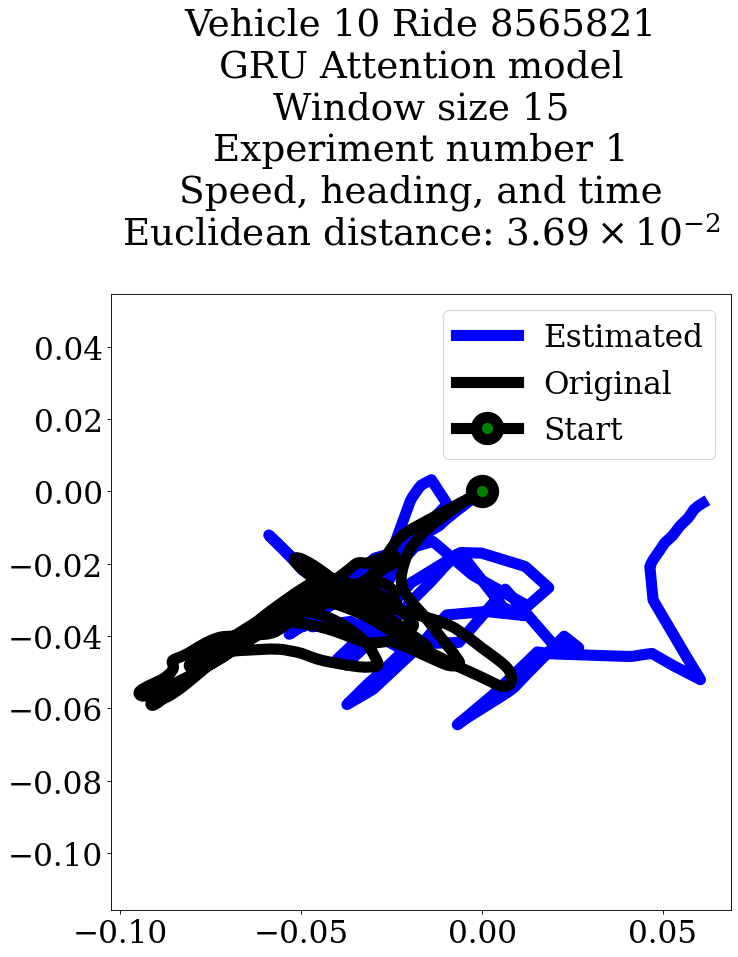 Vehicle 10 Ride 8565821
GRU Attention model
Window size 15
Experiment number 1
Speed, heading, and time
Euclidean distance: 3.69 × 10⁻²
Estimated
Original
Start
0.04
0.02
0.00
−0.02
−0.04
−0.06
−0.08
−0.10
−0.10
−0.05
0.00
0.05